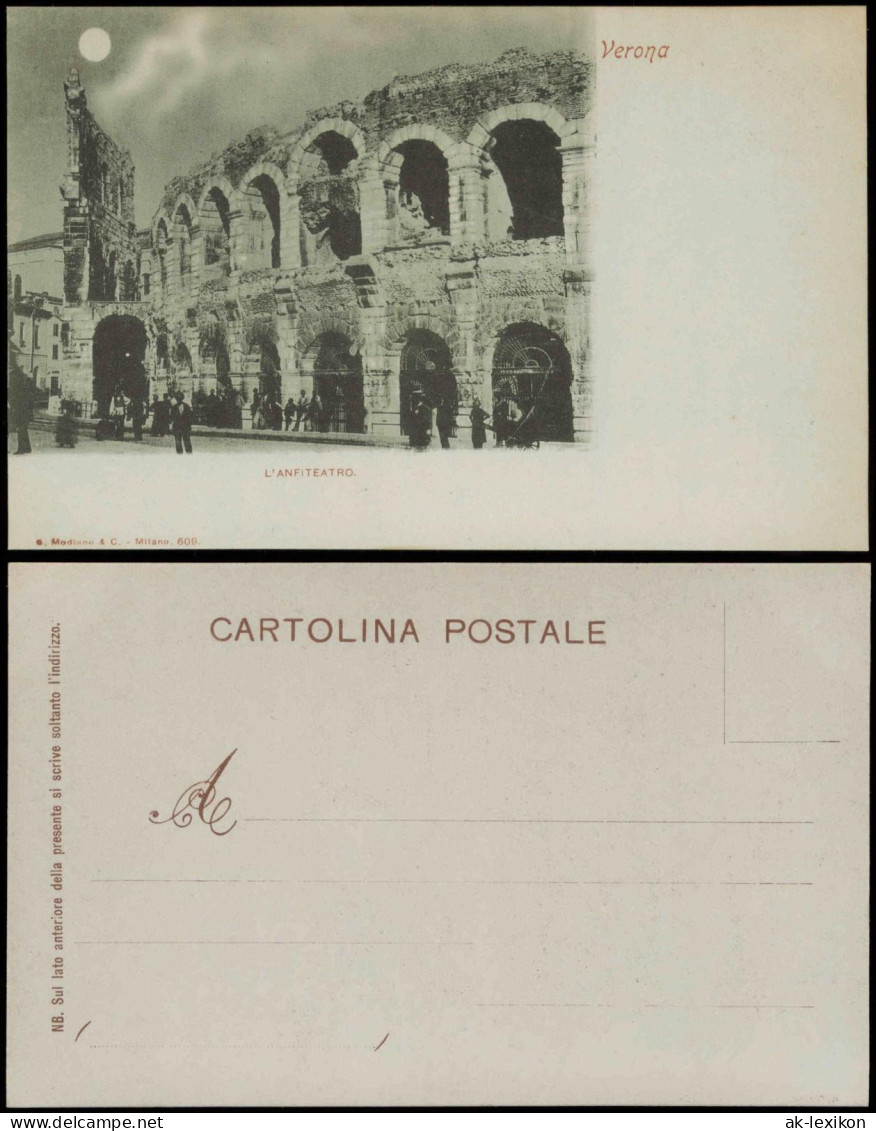 Verona
L'ANFITEATRO.
G. Modiano & C. - Milano. 609.
CARTOLINA POSTALE
A
NB. Sul lato anteriore della presente si scrive soltanto l'indirizzo.
ak-lexikon